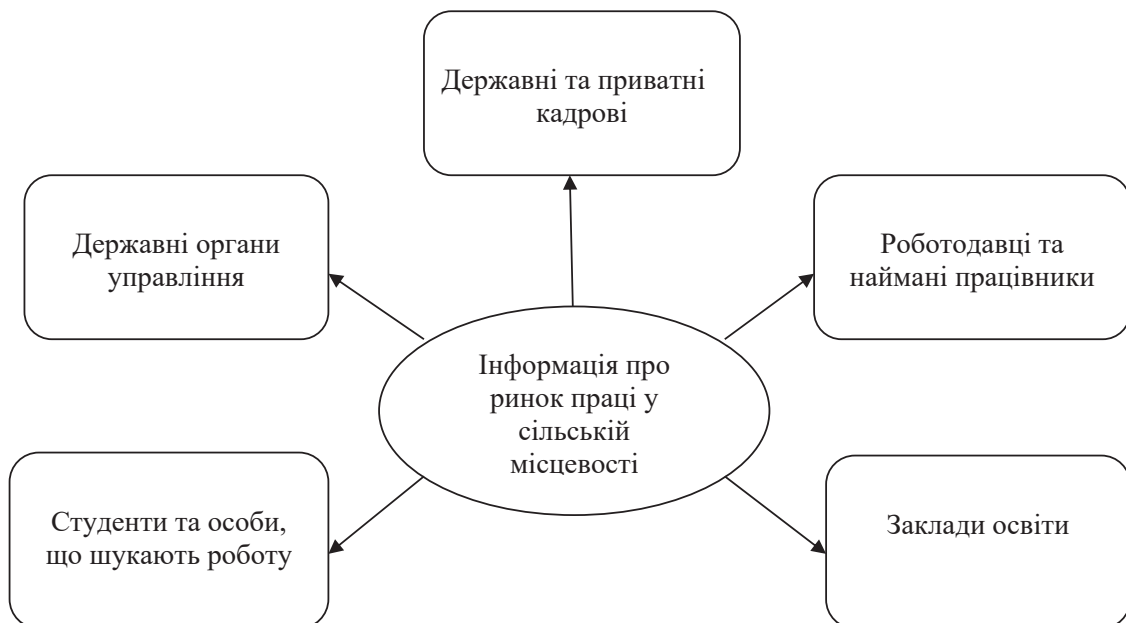 Державні та приватні
кадрові
Державні органи
управління
Роботодавці та
наймані працівники
Інформація про
ринок праці у
сільській
місцевості
Студенти та особи,
що шукають роботу
Заклади освіти